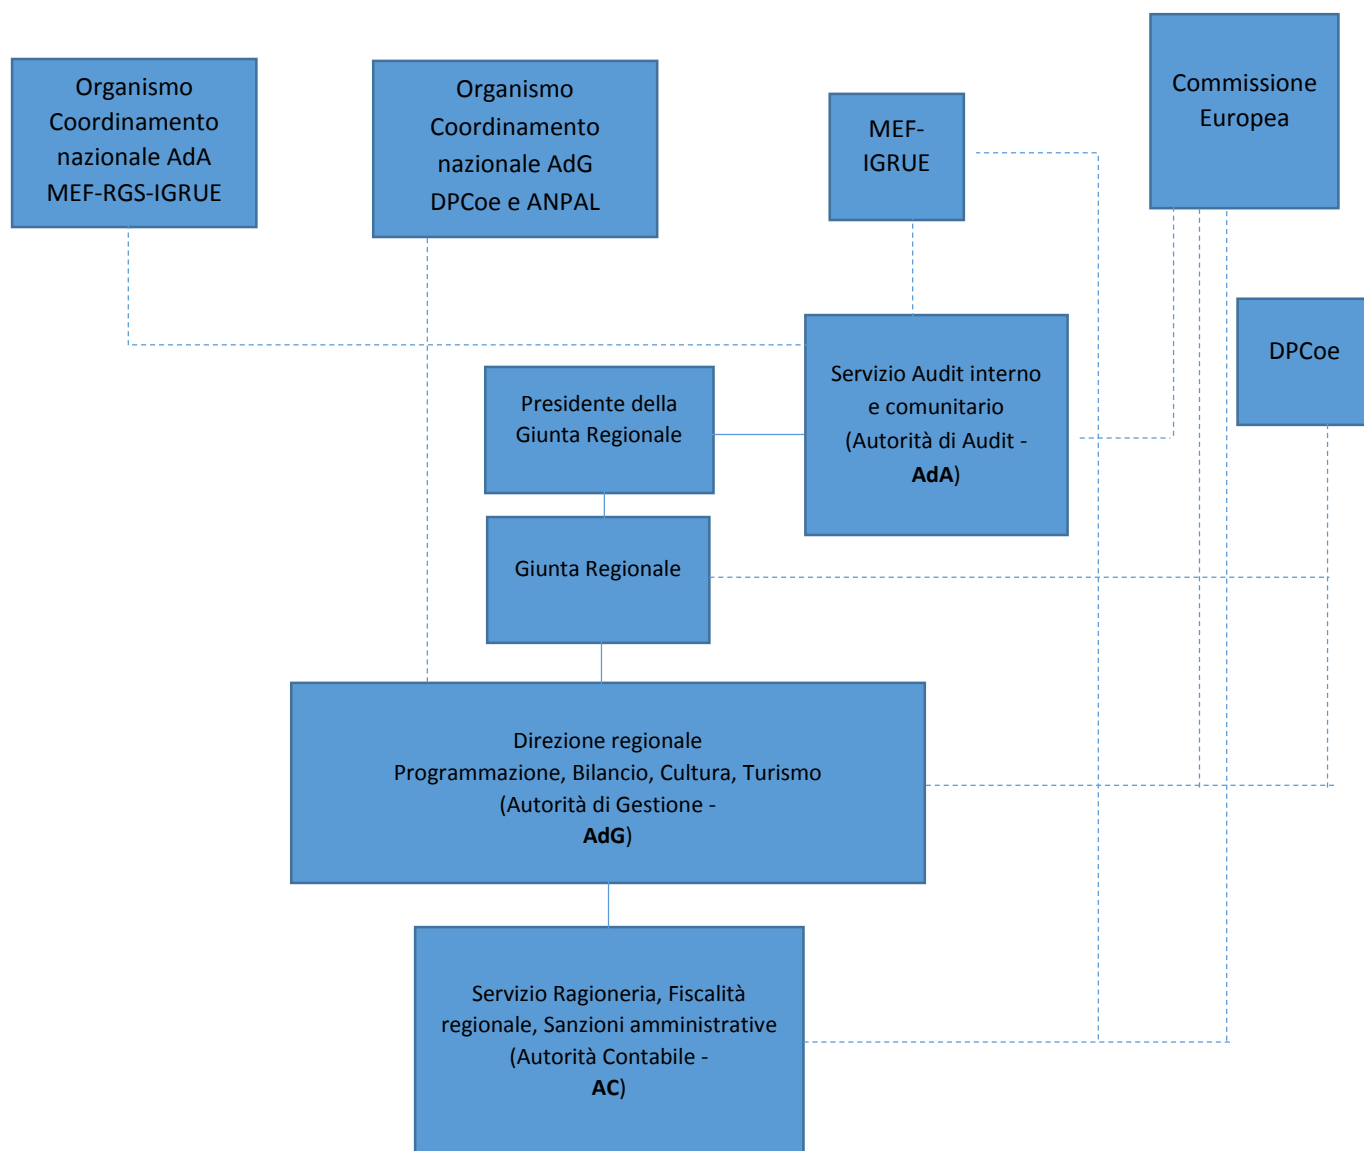 Organismo
Coordinamento
nazionale AdA
MEF-RGS-IGRUE
Organismo
Coordinamento
nazionale AdG
DPCoe e ANPAL
MEF-
IGRUE
Commissione
Europea
DPCoe
Servizio Audit interno
e comunitario
(Autorità di Audit -
AdA)
Presidente della
Giunta Regionale
Giunta Regionale
Direzione regionale
Programmazione, Bilancio, Cultura, Turismo
(Autorità di Gestione -
AdG)
Servizio Ragioneria, Fiscalità
regionale, Sanzioni amministrative
(Autorità Contabile -
AC)